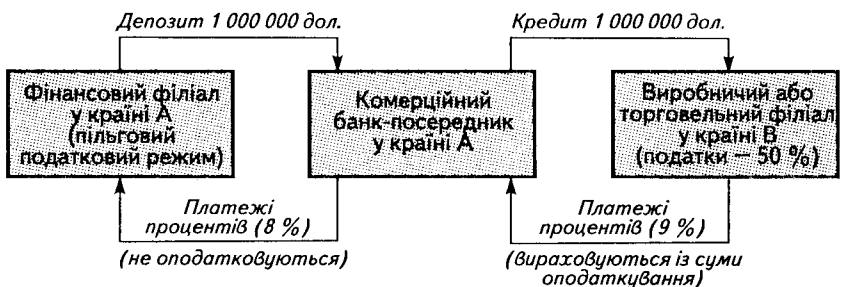 Депозит 1 000 000 дол.
Кредит 1 000 000 дол.
Фінансовий філіал
у країні А
(пільговий
податковий режим)
Комерційний
банк-посередник
у країні А
Виробничий або
торговельний філіал
у країні В
(податки — 50 %)
Платежі
процентів (8 %)
(не оподатковуються)
Платежі
процентів (9 %)
(вираховуються із суми
оподаткування)